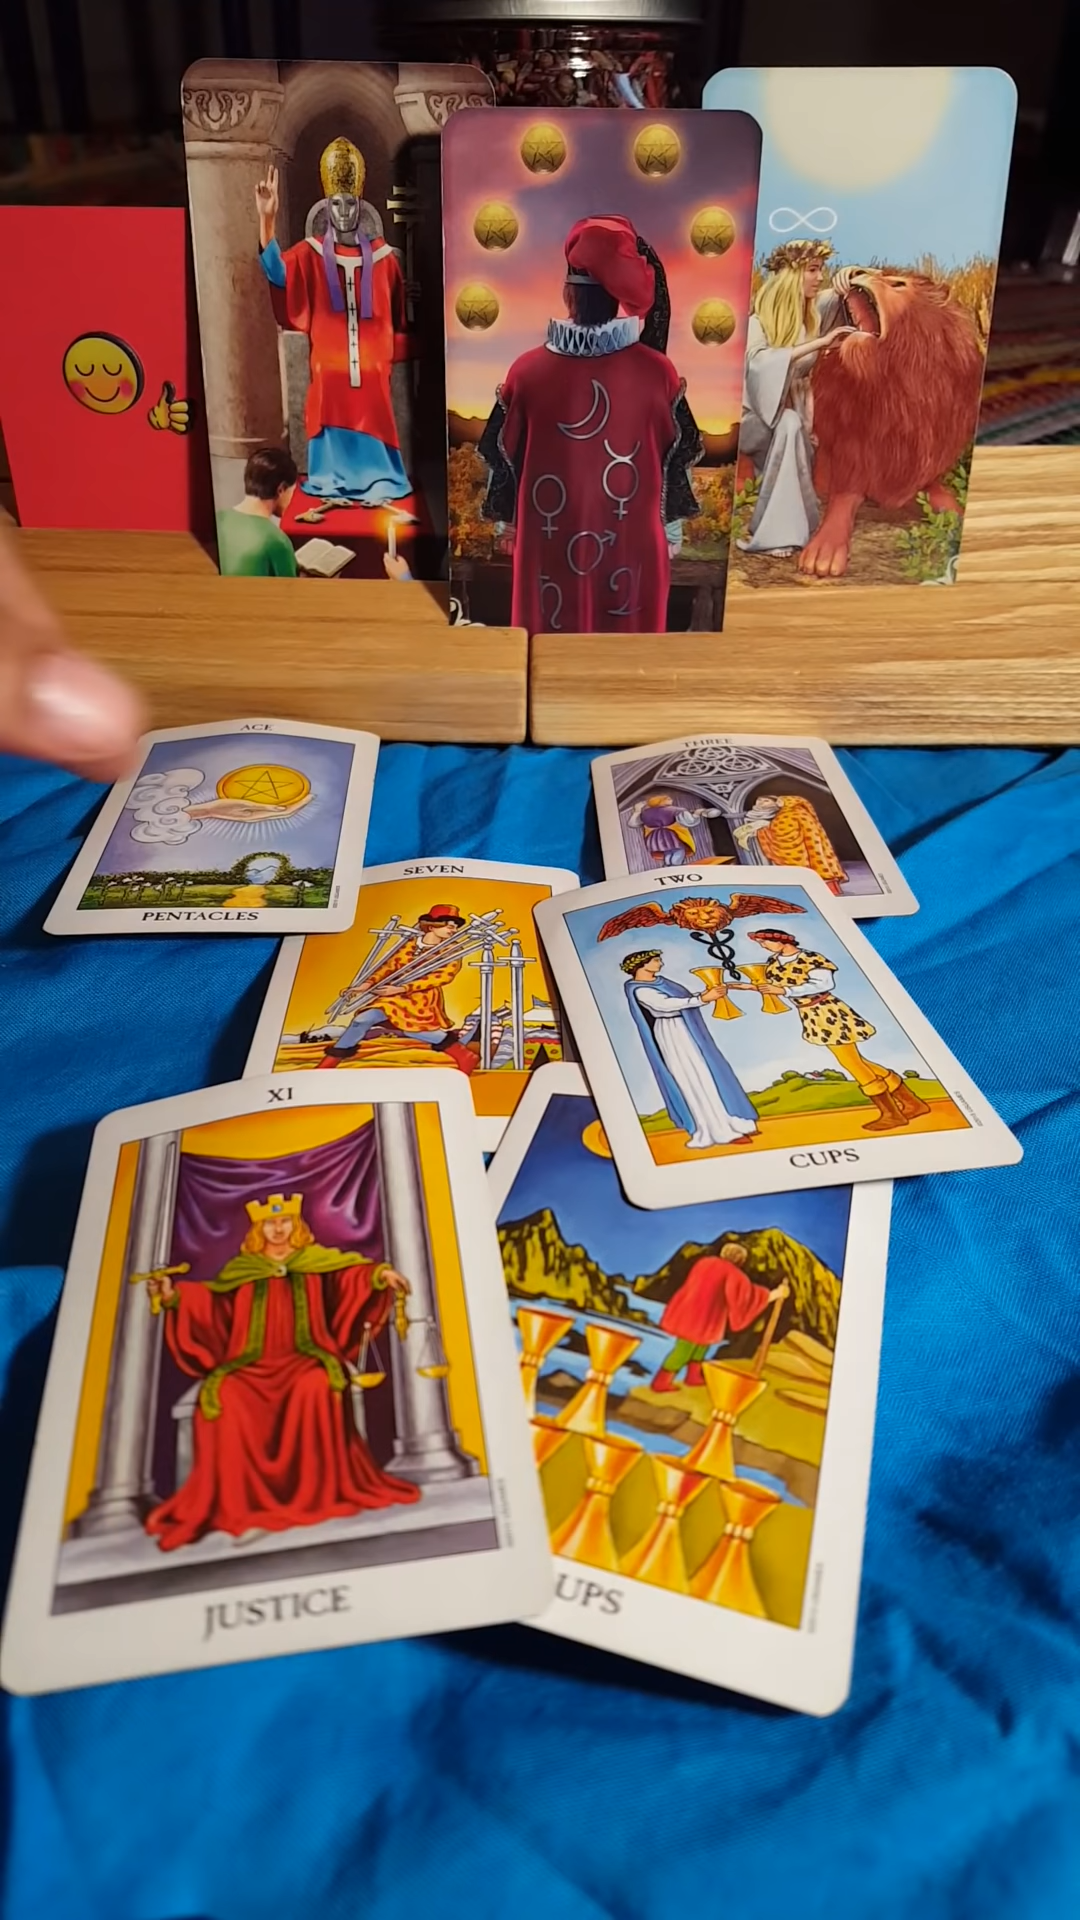 ACE
PENTACLES
THREE
SEVEN
TWO
CUPS
XI
JUSTICE
UPS